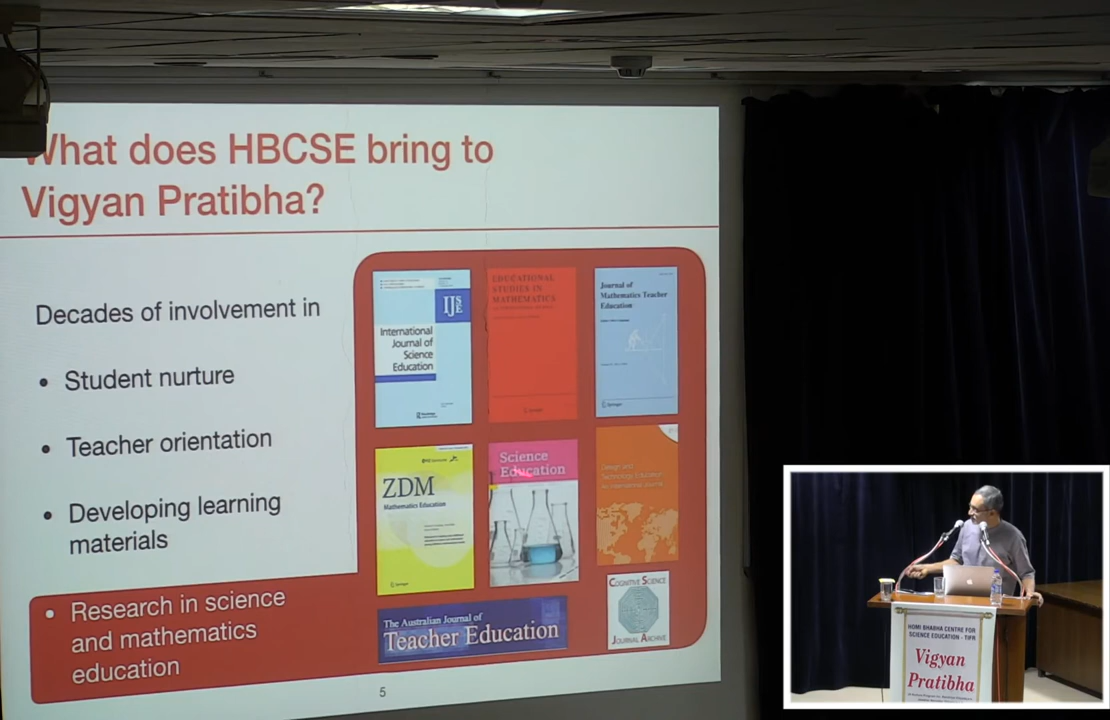 What does HBCSE bring to
Vigyan Pratibha?
Decades of involvement in
• Student nurture
• Teacher orientation
• Developing learning
materials
• Research in science
and mathematics
education
IJSE
International
Journal of
Science
Education
EDUCATIONAL
STUDIES IN
MATHEMATICS
Journal of
Mathematics Teacher
Education
Springer
ZDM
Mathematics Education
Springer
Science
Education
Design and
Technology Education
An International Journal
The Australian Journal of
Teacher Education
COGNITIVE SCIENCE
JOURNAL ARCHIVE
5
HOMI BHABHA CENTRE FOR
SCIENCE EDUCATION - TIFR
Vigyan
Pratibha